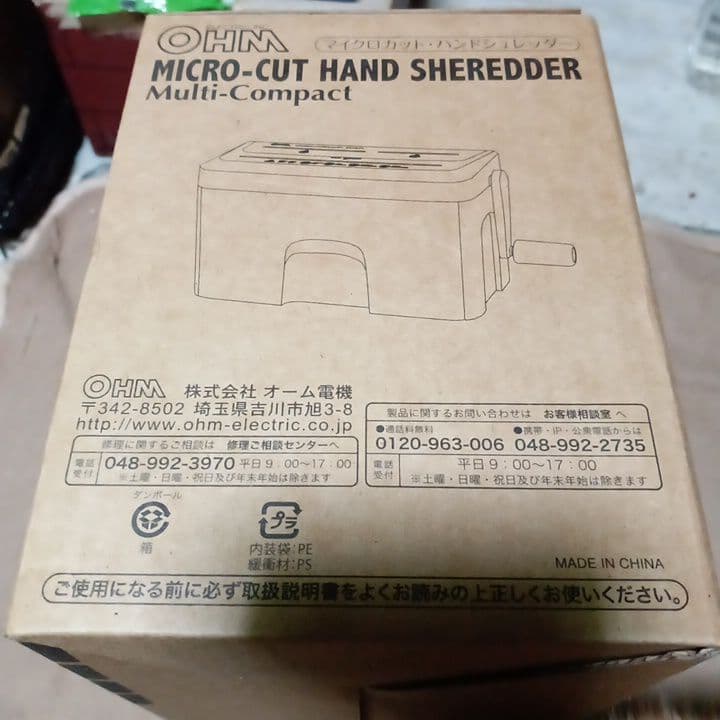 OHM マイクロカット・ハンドシュレッダー
MICRO-CUT HAND SHEREDDER
Multi-Compact
OHM 株式会社 オーム電機
〒342-8502 埼玉県吉川市旭3-8
http://www.ohm-electric.co.jp
修理に関するご相談は 修理ご相談センターへ
電話受付 048-992-3970 平日9:00〜17:00
※土曜・日曜・祝日及び年末年始は除きます
製品に関するお問い合わせは お客様相談室 へ
●通話料無料 ●携帯・IP・公衆電話からは
0120-963-006 048-992-2735
電話受付 平日9:00〜17:00
※土曜・日曜・祝日及び年末年始は除きます
ダンボール
箱
プラ
内装袋:PE
緩衝材:PS
MADE IN CHINA
ご使用になる前に必ず取扱説明書をよくお読みの上正しくお使いください。